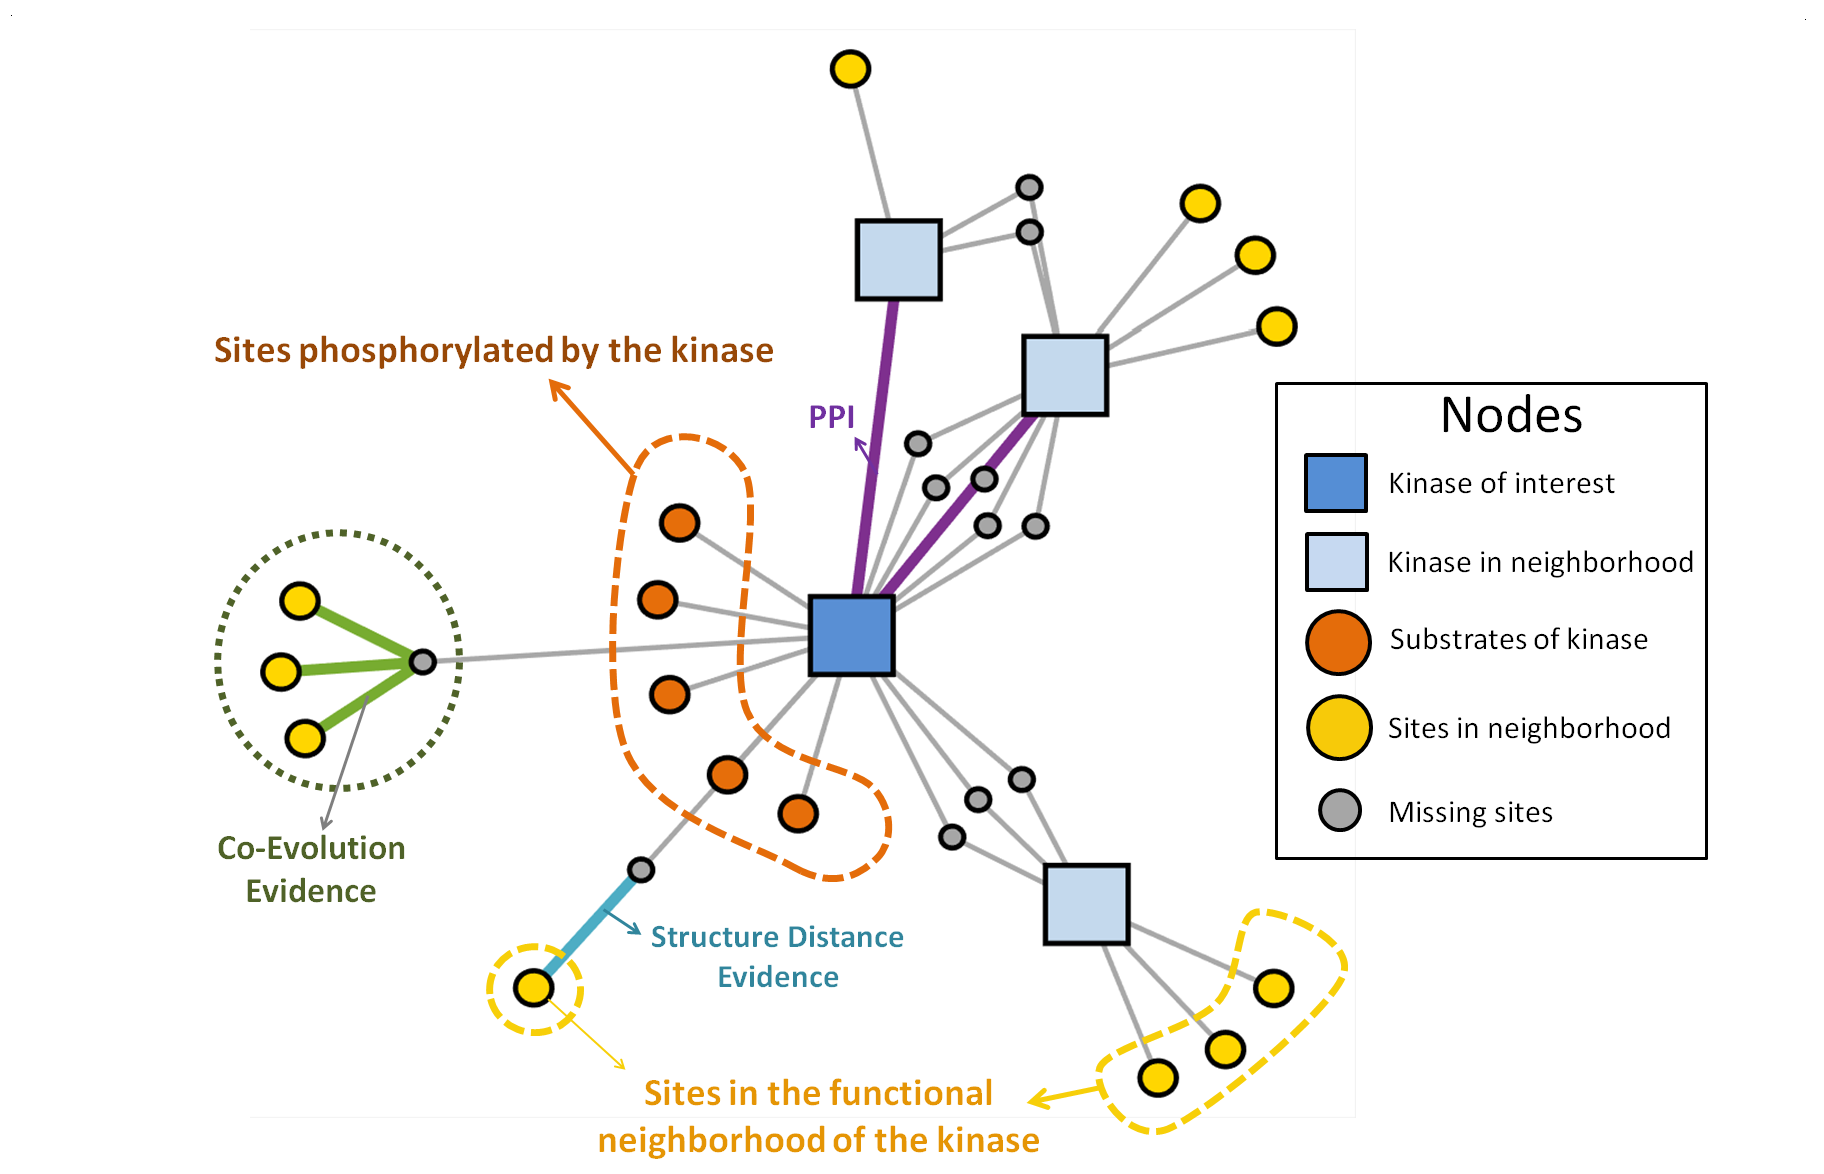 Sites phosphorylated by the kinase
PPI
Nodes
Kinase of interest
Kinase in neighborhood
Substrates of kinase
Sites in neighborhood
Missing sites
Co-Evolution
Evidence
Structure Distance
Evidence
Sites in the functional
neighborhood of the kinase